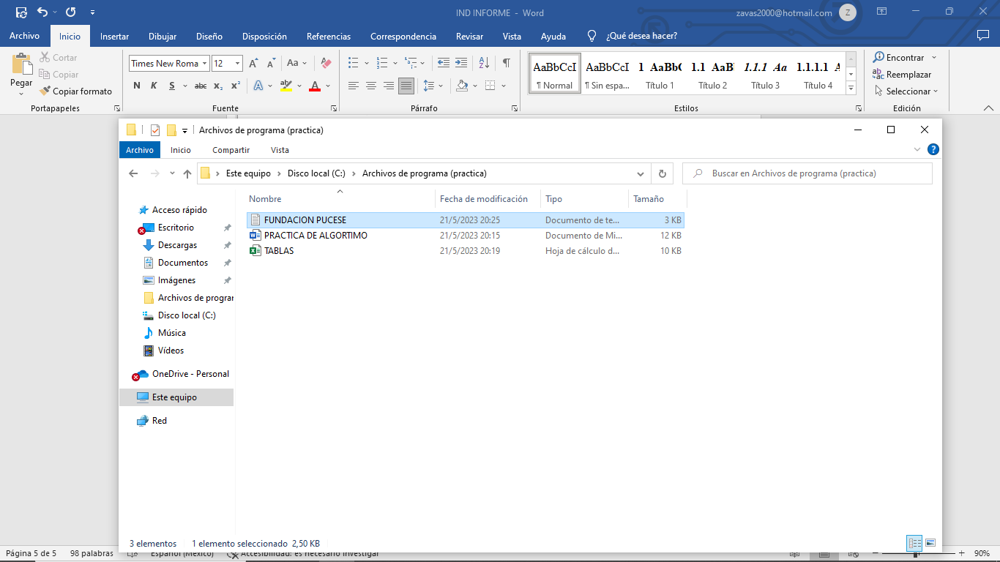 IND INFORME - Word
zavas2000@hotmail.com Z
Archivo Inicio Insertar Dibujar Diseño Disposición Referencias Correspondencia Revisar Vista Ayuda ¿Qué desea hacer?
Pegar
Cortar
Copiar
Copiar formato
Portapapeles
Times New Roma 12
N K S abc x₂ x²
Fuente
Párrafo
AaBbCcI AaBbCcI 1 AaBb( 1.1 AaB 1.1.1 Aa 1.1.1.1 A
¶ Normal ¶ Sin espa... Título 1 Título 2 Título 3 Título 4
Estilos
Encontrar
Reemplazar
Seleccionar
Edición
Archivos de programa (practica)
Archivo Inicio Compartir Vista
Este equipo Disco local (C:) Archivos de programa (practica)
Buscar en Archivos de programa (practica)
Nombre Fecha de modificación Tipo Tamaño
FUNDACION PUCESE 21/5/2023 20:25 Documento de te... 3 KB
PRACTICA DE ALGORTIMO 21/5/2023 20:15 Documento de Mi... 12 KB
TABLAS 21/5/2023 20:19 Hoja de cálculo d... 10 KB
Acceso rápido
Escritorio
Descargas
Documentos
Imágenes
Archivos de prograr
Disco local (C:)
Música
Vídeos
OneDrive - Personal
Este equipo
Red
3 elementos 1 elemento seleccionado 2,50 KB
Página 5 de 5 98 palabras Español (México) Accesibilidad: es necesario investigar 90%